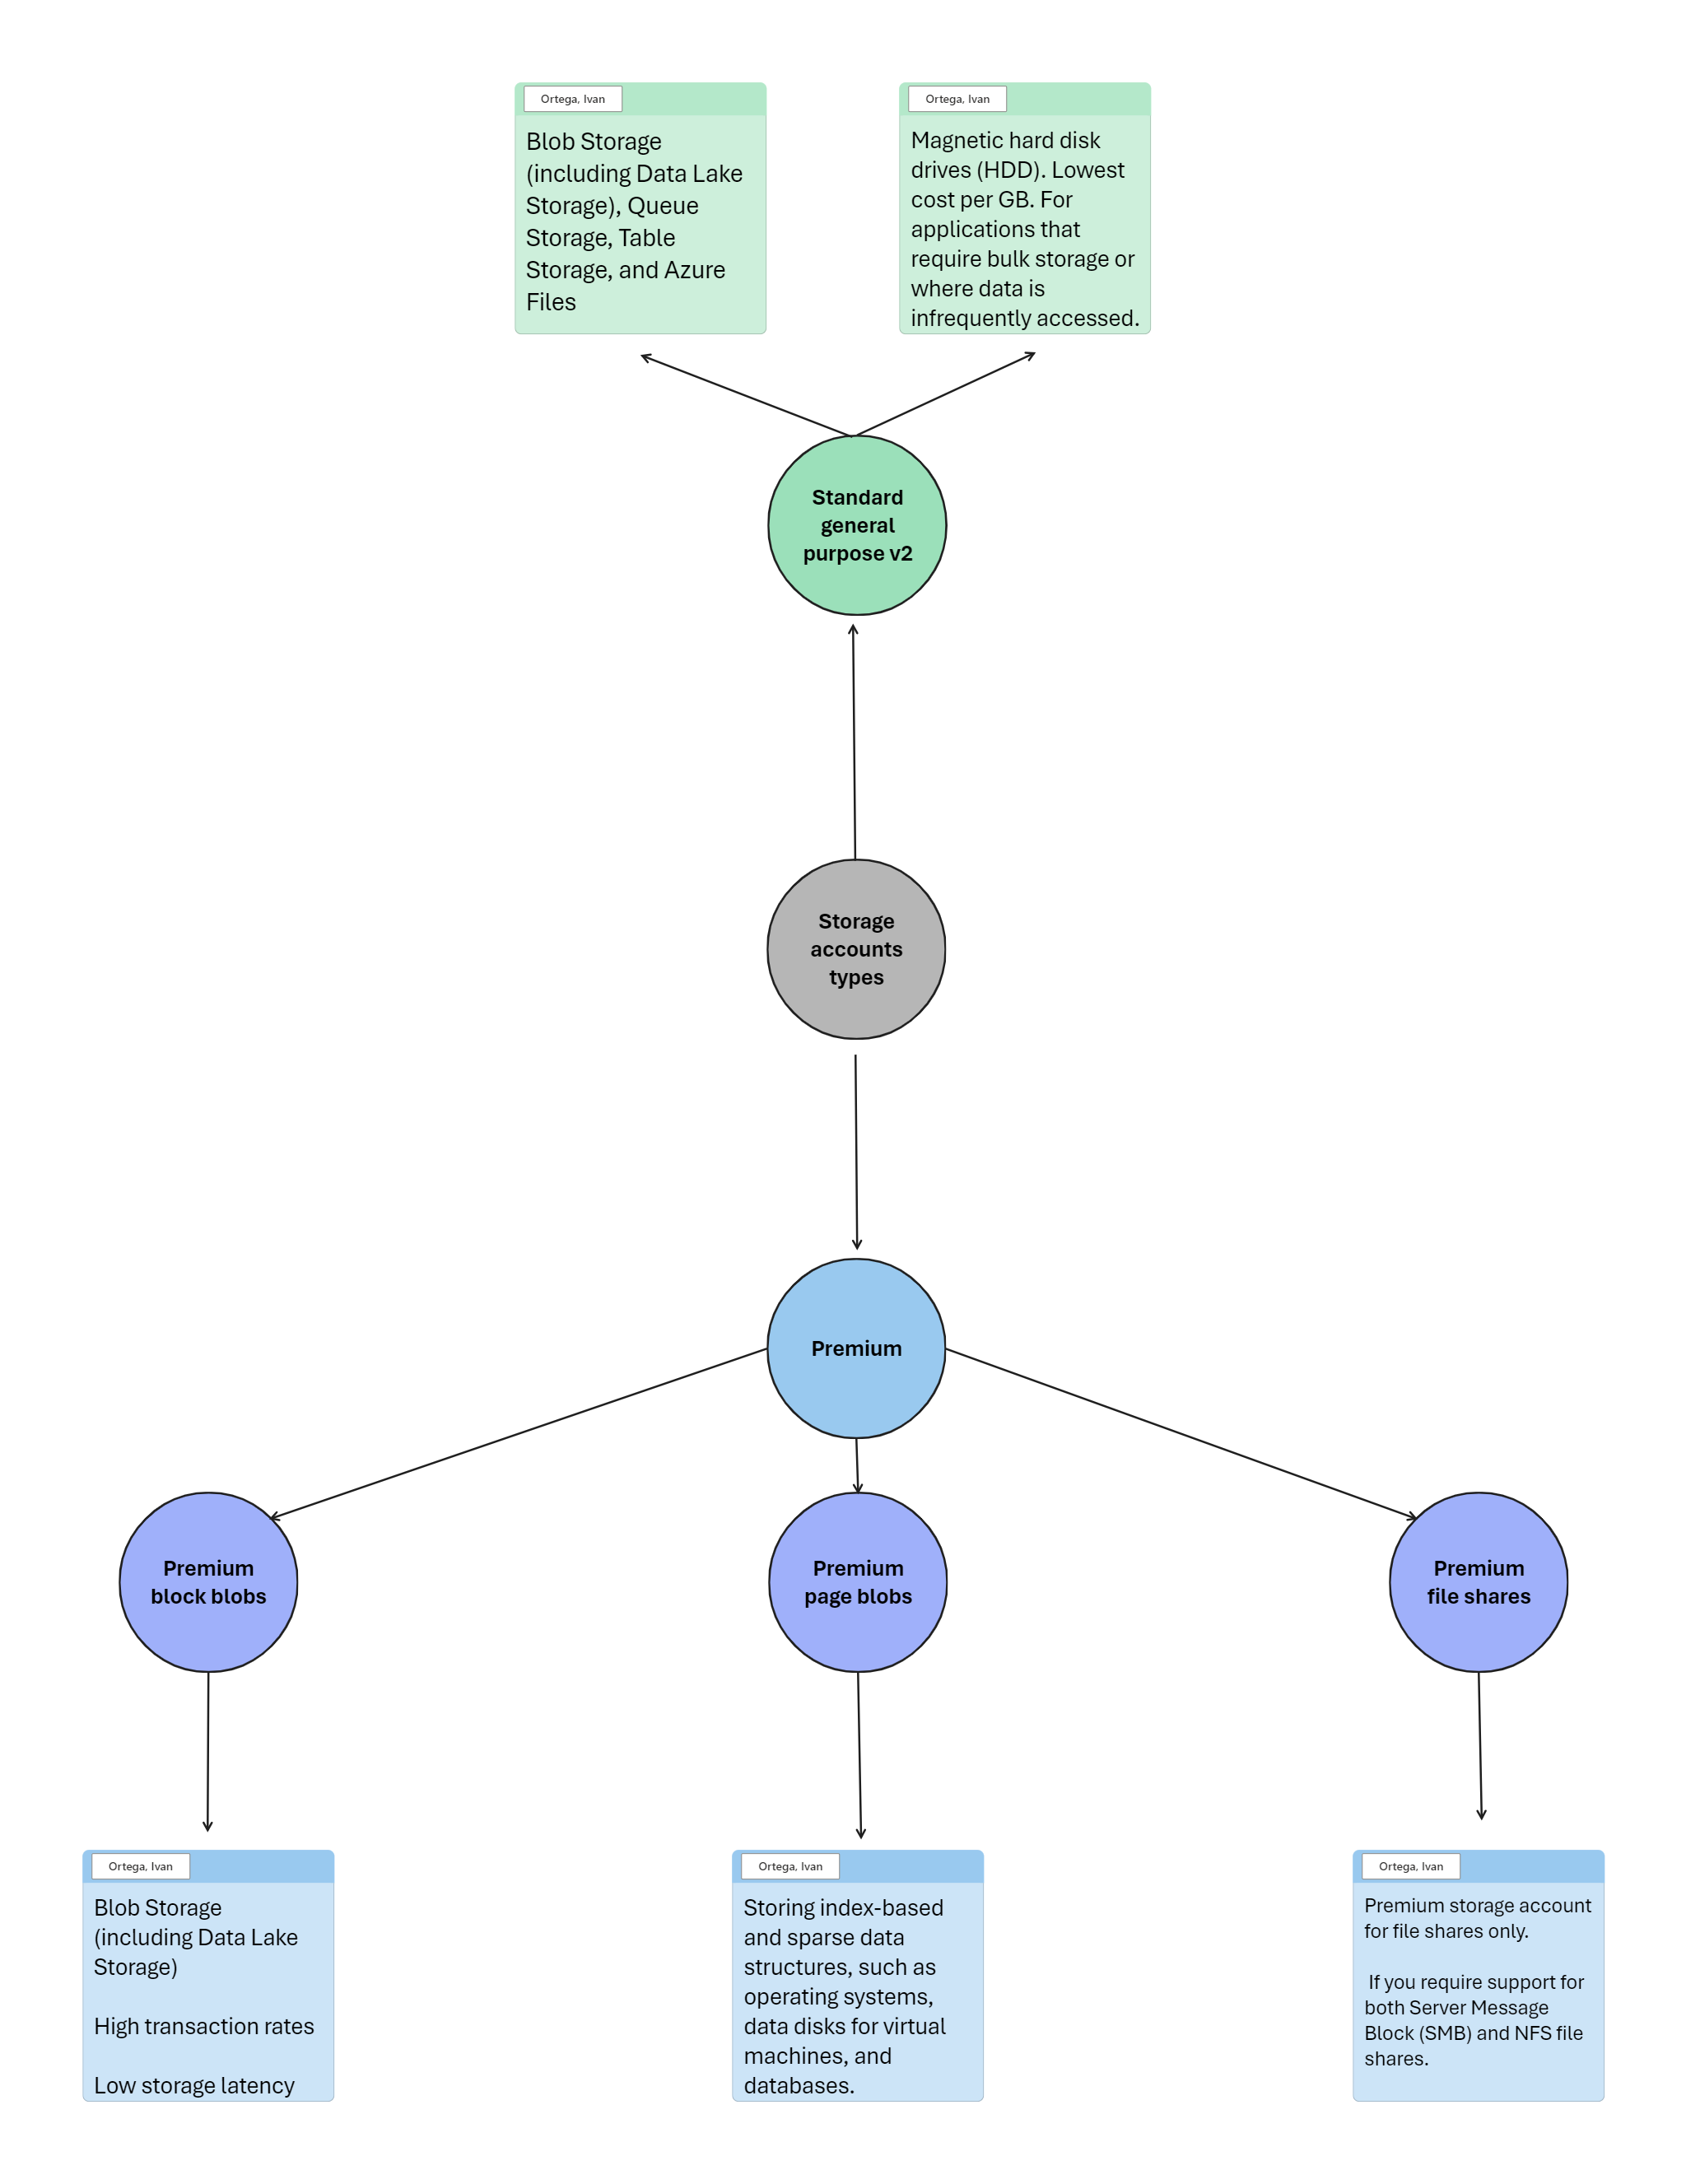 Ortega, Ivan
Blob Storage
(including Data Lake
Storage), Queue
Storage, Table
Storage, and Azure
Files
Ortega, Ivan
Magnetic hard disk
drives (HDD). Lowest
cost per GB. For
applications that
require bulk storage or
where data is
infrequently accessed.
Standard
general
purpose v2
Storage
accounts
types
Premium
Premium
block blobs
Premium
page blobs
Premium
file shares
Ortega, Ivan
Blob Storage
(including Data Lake
Storage)
High transaction rates
Low storage latency
Ortega, Ivan
Storing index-based
and sparse data
structures, such as
operating systems,
data disks for virtual
machines, and
databases.
Ortega, Ivan
Premium storage account
for file shares only.
If you require support for
both Server Message
Block (SMB) and NFS file
shares.